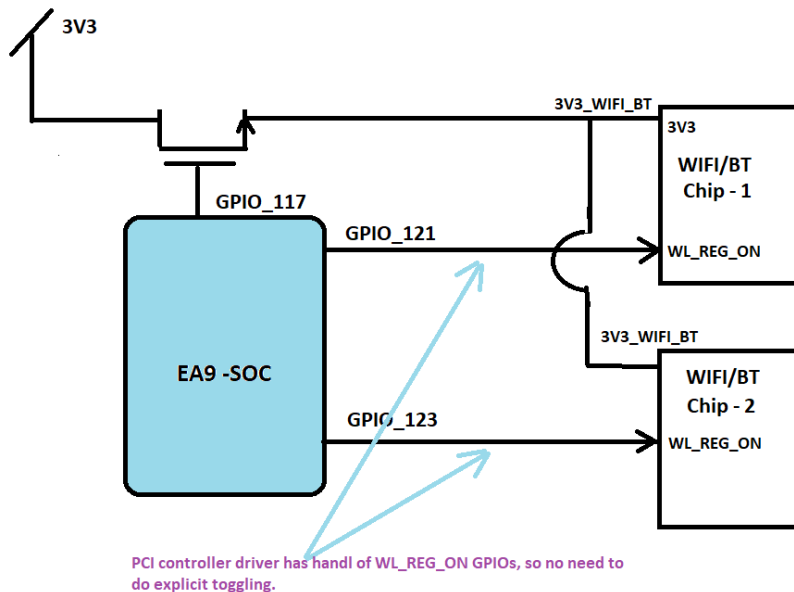 3V3
3V3_WIFI_BT
3V3
WIFI/BT
Chip - 1
GPIO_117
GPIO_121
WL_REG_ON
3V3_WIFI_BT
EA9 -SOC
WIFI/BT
Chip - 2
GPIO_123
WL_REG_ON
PCI controller driver has handl of WL_REG_ON GPIOs, so no need to
do explicit toggling.